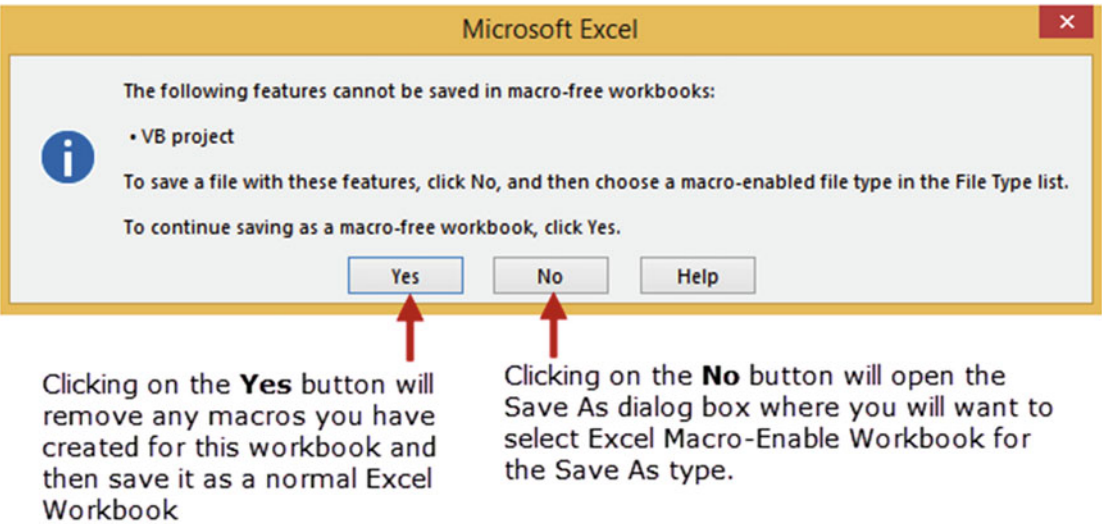 Microsoft Excel
The following features cannot be saved in macro-free workbooks:
• VB project
To save a file with these features, click No, and then choose a macro-enabled file type in the File Type list.
To continue saving as a macro-free workbook, click Yes.
Yes No Help
Clicking on the Yes button will
remove any macros you have
created for this workbook and
then save it as a normal Excel
Workbook
Clicking on the No button will open the
Save As dialog box where you will want to
select Excel Macro-Enable Workbook for
the Save As type.